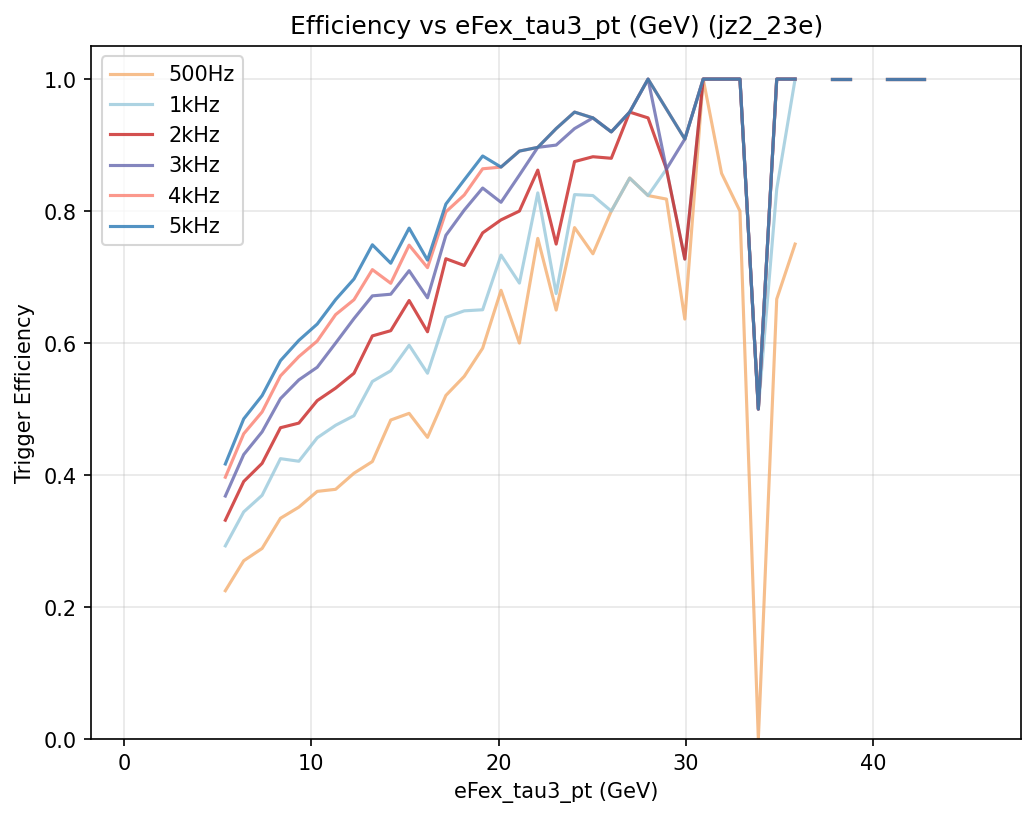 Efficiency vs eFex_tau3_pt (GeV) (jz2_23e)
500Hz
1kHz
2kHz
3kHz
4kHz
5kHz
Trigger Efficiency
1.0
0.8
0.6
0.4
0.2
0.0
0 10 20 30 40
eFex_tau3_pt (GeV)